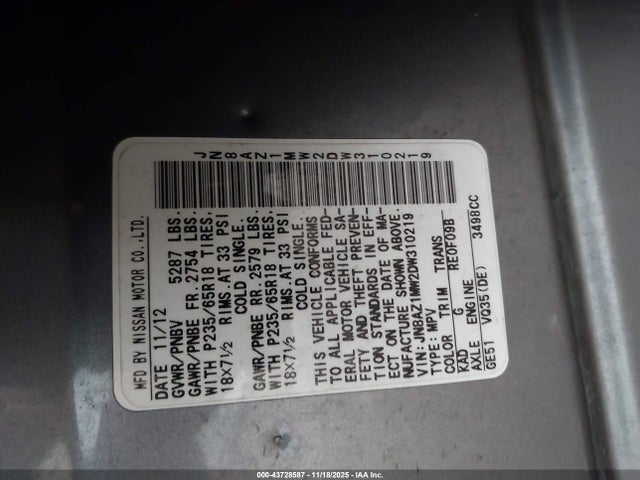 MFD BY NISSAN MOTOR CO.,LTD.
DATE 11/12
GVWR/PNBV 5287 LBS.
GAWR/PNBE FR. 2754 LBS.
WITH P235/65R18 TIRES.
18X7½ RIMS.AT 33 PSI
COLD SINGLE
GAWR/PNBE RR. 2579 LBS.
WITH P235/65R18 TIRES.
18X7½ RIMS.AT 33 PSI
COLD SINGLE.
THIS VEHICLE CONFORMS
TO ALL APPLICABLE FED-
ERAL MOTOR VEHICLE SA-
FETY AND THEFT PREVEN-
TION STANDARDS IN EFF-
ECT ON THE DATE OF MA-
NUFACTURE SHOWN ABOVE.
VIN:JN8AZ1MW2DW310219
TYPE:MPV
COLOR TRIM TRANS
KAD G RE0F09B
AXLE ENGINE
GE51 VQ35(DE) 3498CC
JN8AZ1MW2DW310219
000-43728587 — 11/18/2025 — IAA Inc.